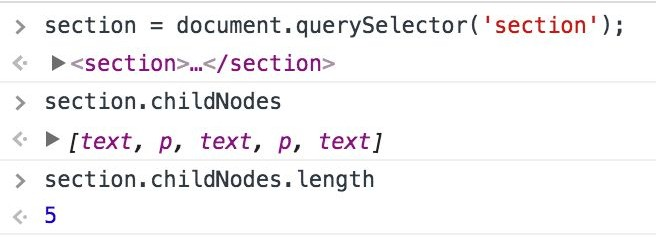 > section = document.querySelector('section');
<· ▶<section>…</section>
> section.childNodes
<· ▶[text, p, text, p, text]
> section.childNodes.length
<· 5